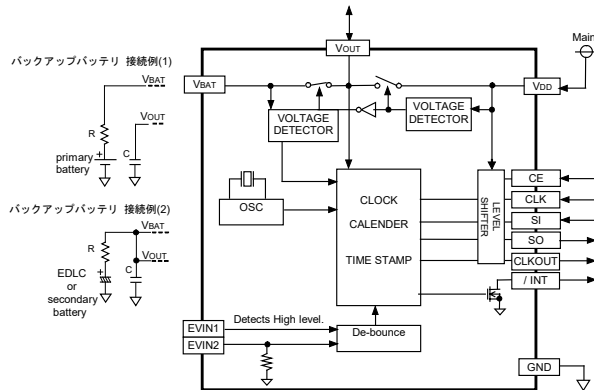 バックアップバッテリ 接続例(1)
VBAT
VOUT
R
+
C
primary
battery
バックアップバッテリ 接続例(2)
VBAT
VOUT
R
+
C
EDLC
or
secondary
battery
VOUT
Main
VBAT
VDD
VOLTAGE
DETECTOR
VOLTAGE
DETECTOR
OSC
CLOCK
CALENDER
TIME STAMP
LEVEL
SHIFTER
CE
CLK
SI
SO
CLKOUT
/ INT
EVIN1
EVIN2
Detects High level.
De-bounce
GND